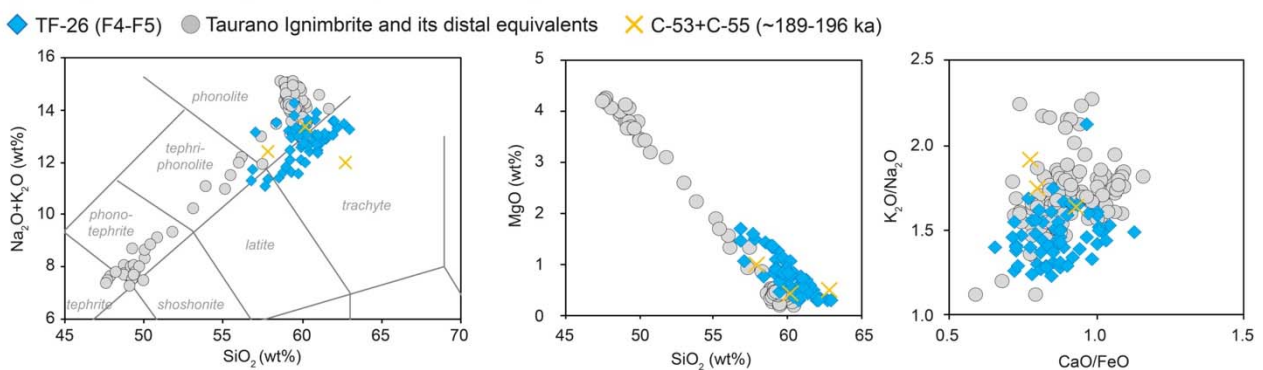 TF-26 (F4-F5) Taurano Ignimbrite and its distal equivalents C-53+C-55 (~189-196 ka)
16
14
12
10
8
6
Na₂O+K₂O (wt%)
phonolite
tephri-
phonolite
phono-
tephrite
tephrite
shoshonite
latite
trachyte
45 50 55 60 65 70
SiO₂ (wt%)
5
4
3
2
1
0
MgO (wt%)
45 50 55 60 65
SiO₂ (wt%)
2.5
2.0
1.5
1.0
K₂O/Na₂O
0.5 1.0 1.5
CaO/FeO